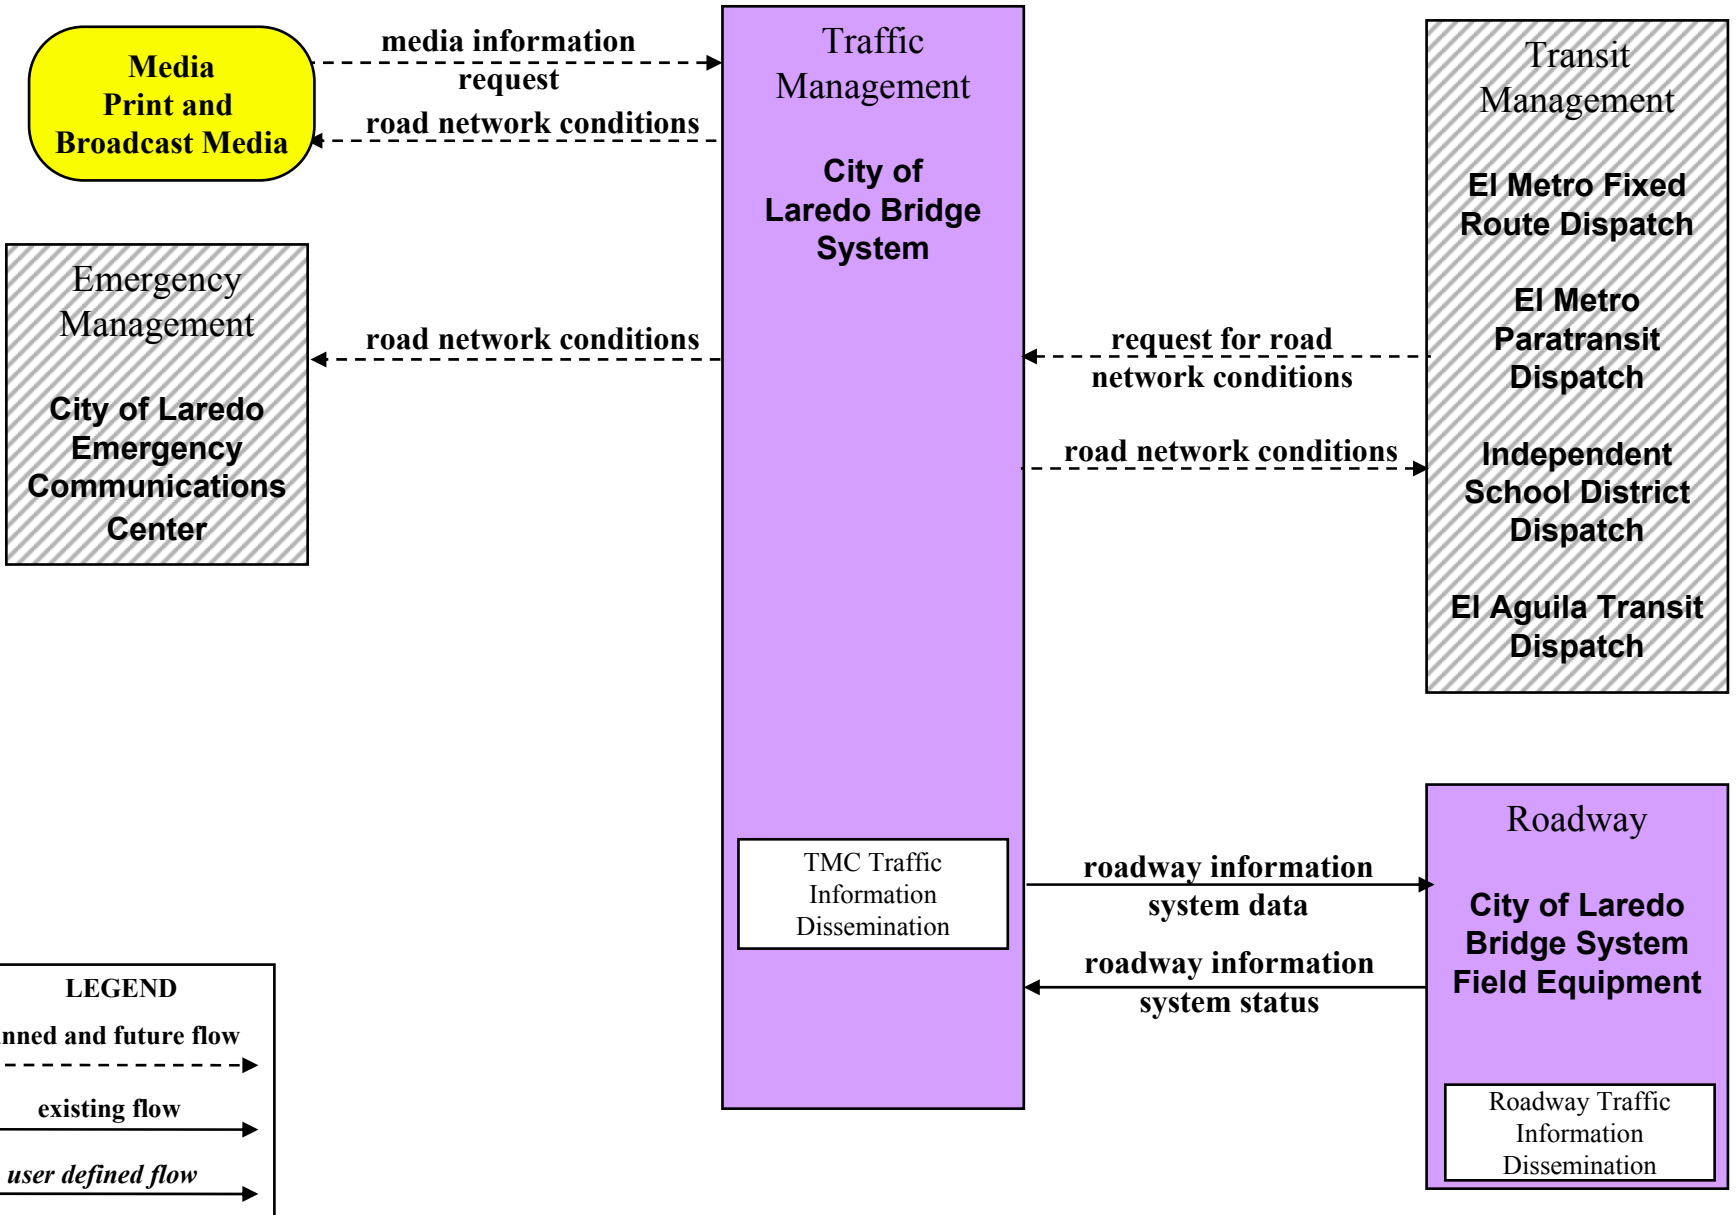 Media
Print and
Broadcast Media
media information
request
road network conditions
Traffic
Management
City of
Laredo Bridge
System
Transit
Management
El Metro Fixed
Route Dispatch
El Metro
Paratransit
Dispatch
Independent
School District
Dispatch
El Aguila Transit
Dispatch
Emergency
Management
City of Laredo
Emergency
Communications
Center
road network conditions
request for road
network conditions
road network conditions
TMC Traffic
Information
Dissemination
roadway information
system data
roadway information
system status
Roadway
City of Laredo
Bridge System
Field Equipment
Roadway Traffic
Information
Dissemination
LEGEND
nned and future flow
existing flow
user defined flow